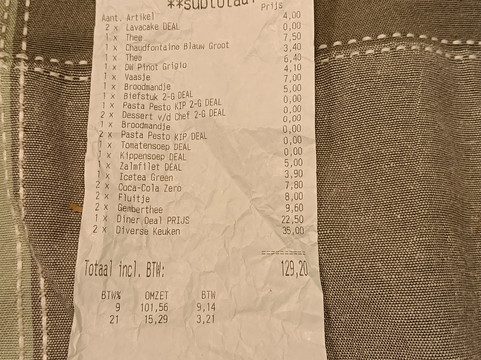 **subtotaal
Aant. Artikel Prijs
2 x Lavacake DEAL 4,00
1 x Thee 0,00
1 x Chaudfontaine Blauw Groot 7,50
1 x Thee 3,40
1 x DW Pinot Grigio 6,40
1 x Vaasje 4,10
1 x Broodmandje 7,00
1 x Biefstuk 2-G DEAL 5,00
1 x Pasta Pesto KIP 2-G DEAL 0,00
2 x Dessert v/d Chef 2-G DEAL 0,00
1 x Broodmandje 0,00
2 x Pasta Pesto KIP DEAL 0,00
1 x Tomatensoep DEAL 0,00
1 x Kippensoep DEAL 0,00
1 x Zalmfilet DEAL 5,00
1 x Icetea Green 3,90
2 x Coca-Cola Zero 7,80
2 x Fluitje 8,00
2 x Gemberthee 9,60
1 x Diner Deal PRIJS 22,50
2 x Diverse Keuken 35,00
Totaal incl. BTW: 129,20
BTW% OMZET BTW
9 101,56 9,14
21 15,29 3,21